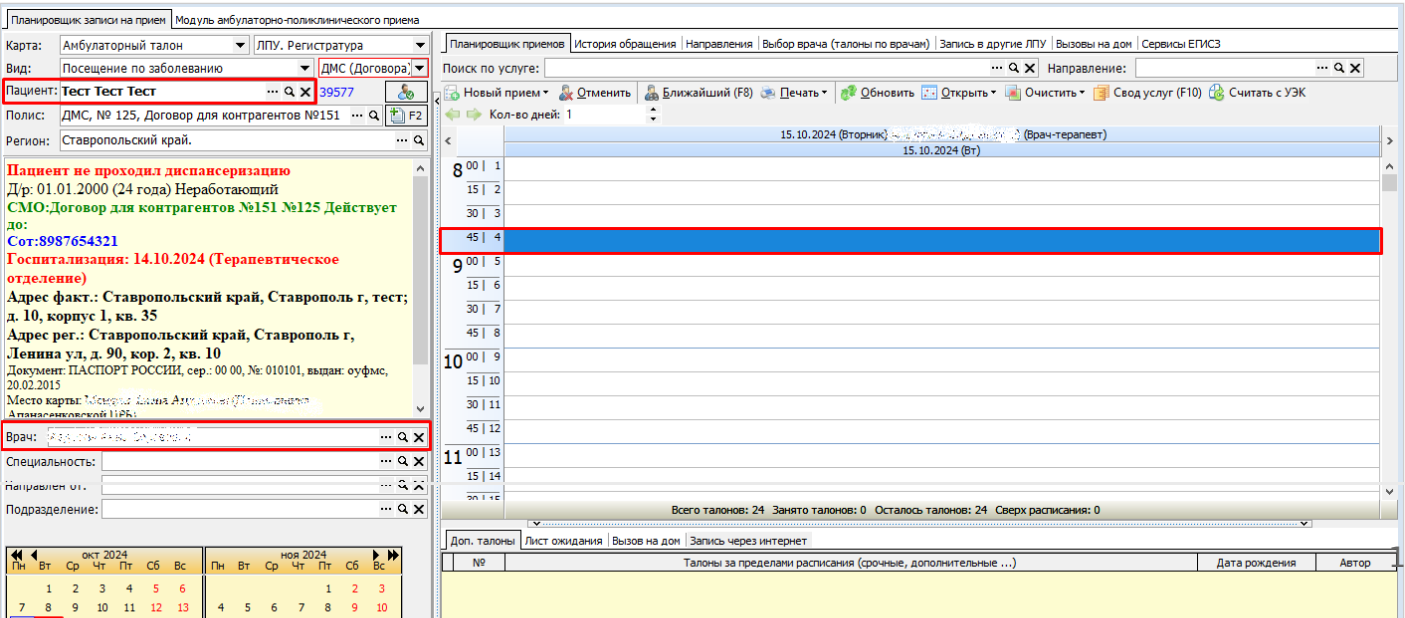 Планировщик записи на прием Модуль амбулаторно-поликлинического приема
Карта: Амбулаторный талон ЛПУ. Регистратура
Вид: Посещение по заболеванию ДМС (Договора)
Пациент: Тест Тест Тест ... 39577
Полис: ДМС, № 125, Договор для контрагентов №151 ... F2
Регион: Ставропольский край. ...
Пациент не проходил диспансеризацию
Д/р: 01.01.2000 (24 года) Неработающий
СМО:Договор для контрагентов №151 №125 Действует
до:
Сот:8987654321
Госпитализация: 14.10.2024 (Терапевтическое
отделение)
Адрес факт.: Ставропольский край, Ставрополь г, тест;
д. 10, корпус 1, кв. 35
Адрес рег.: Ставропольский край, Ставрополь г,
Ленина ул, д. 90, кор. 2, кв. 10
Документ: ПАСПОРТ РОССИИ, сер.: 00 00, №: 010101, выдан: оуфмс,
20.02.2015
Место карты:
Апанасенковской ЦРБ)
Врач: ...
Специальность: ...
Направлен от: ...
Подразделение: ...
окт 2024 ноя 2024
Пн Вт Ср Чт Пт Сб Вс Пн Вт Ср Чт Пт Сб Вс
1 2 3 4 5 6 1 2 3
7 8 9 10 11 12 13 4 5 6 7 8 9 10
Планировщик приемов История обращения Направления Выбор врача (талоны по врачам) Запись в другие ЛПУ Вызовы на дом Сервисы ЕГИСЗ
Поиск по услуге: ... Направление: ...
Новый прием Отменить Ближайший (F8) Печать Обновить Открыть Очистить Свод услуг (F10) Считать с УЭК
Кол-во дней: 1
15.10.2024 (Вторник) (Врач-терапевт)
15.10.2024 (Вт)
8 00 | 1
15 | 2
30 | 3
45 | 4
9 00 | 5
15 | 6
30 | 7
45 | 8
10 00 | 9
15 | 10
30 | 11
45 | 12
11 00 | 13
15 | 14
30 | 15
Всего талонов: 24 Занято талонов: 0 Осталось талонов: 24 Сверх расписания: 0
Доп. талоны Лист ожидания Вызов на дом Запись через интернет
№ Талоны за пределами расписания (срочные, дополнительные ...) Дата рождения Автор
1